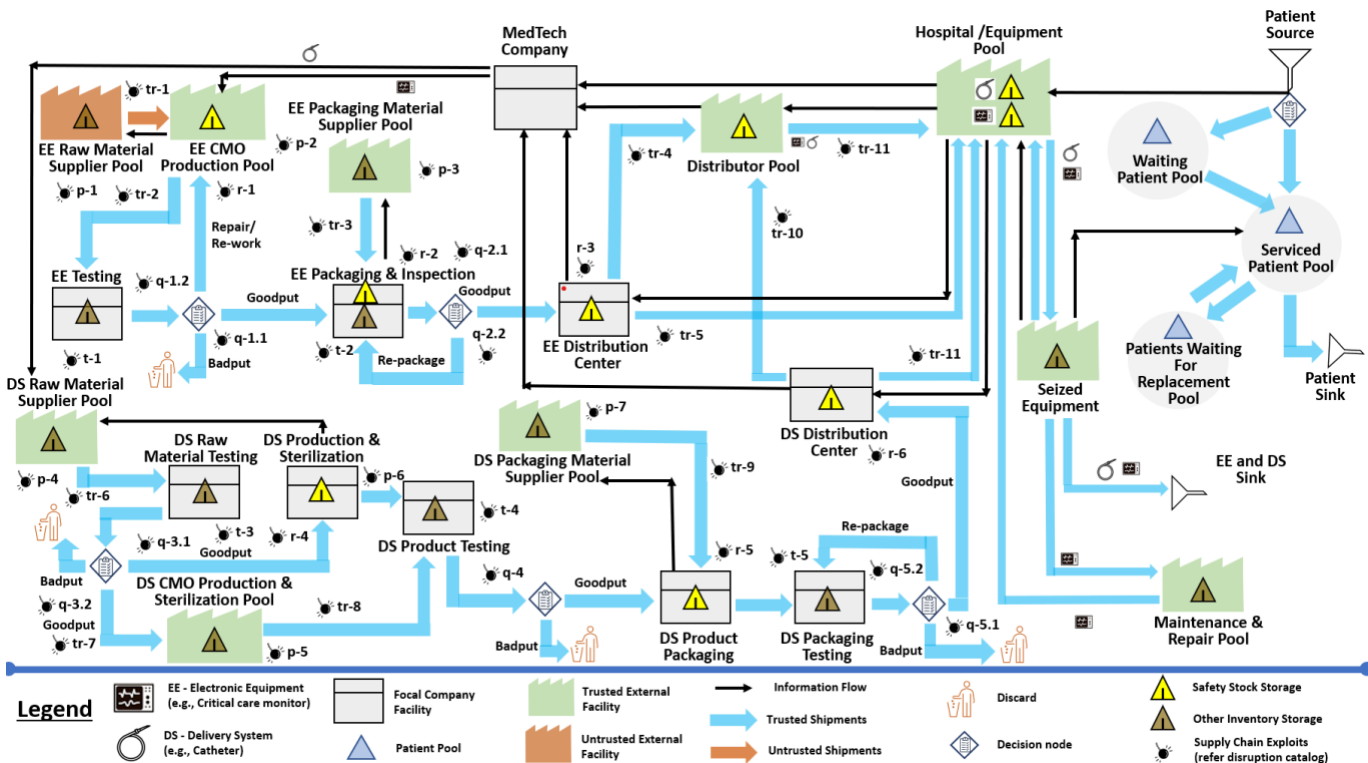 MedTech
Company
Hospital /Equipment
Pool
Patient
Source
tr-1
EE Raw Material
Supplier Pool
EE CMO
Production Pool
p-2
EE Packaging Material
Supplier Pool
p-3
tr-4
Distributor Pool
tr-11
Waiting
Patient Pool
p-1
tr-2
r-1
Repair/
Re-work
tr-3
r-2
q-2.1
r-3
tr-10
Serviced
Patient Pool
EE Testing
q-1.2
Goodput
EE Packaging & Inspection
Goodput
q-1.1
t-1
Badput
t-2
Re-package
q-2.2
EE Distribution
Center
tr-5
tr-11
Seized
Equipment
Patients Waiting
For
Replacement
Pool
Patient
Sink
DS Raw Material
Supplier Pool
p-4
tr-6
DS Raw
Material Testing
DS Production &
Sterilization
p-6
DS Packaging Material
Supplier Pool
p-7
tr-9
DS Distribution
Center
r-6
EE and DS
Sink
q-3.1
t-3
Goodput
r-4
t-4
DS Product Testing
Goodput
Badput
q-3.2
Goodput
tr-7
DS CMO Production &
Sterilization Pool
tr-8
p-5
q-4
Goodput
Badput
r-5
DS Product
Packaging
t-5
Re-package
q-5.2
DS Packaging
Testing
q-5.1
Badput
Maintenance &
Repair Pool
Legend
EE - Electronic Equipment
(e.g., Critical care monitor)
DS - Delivery System
(e.g., Catheter)
Focal Company
Facility
Patient Pool
Trusted External
Facility
Untrusted External
Facility
Information Flow
Trusted Shipments
Untrusted Shipments
Discard
Decision node
Safety Stock Storage
Other Inventory Storage
Supply Chain Exploits
(refer disruption catalog)